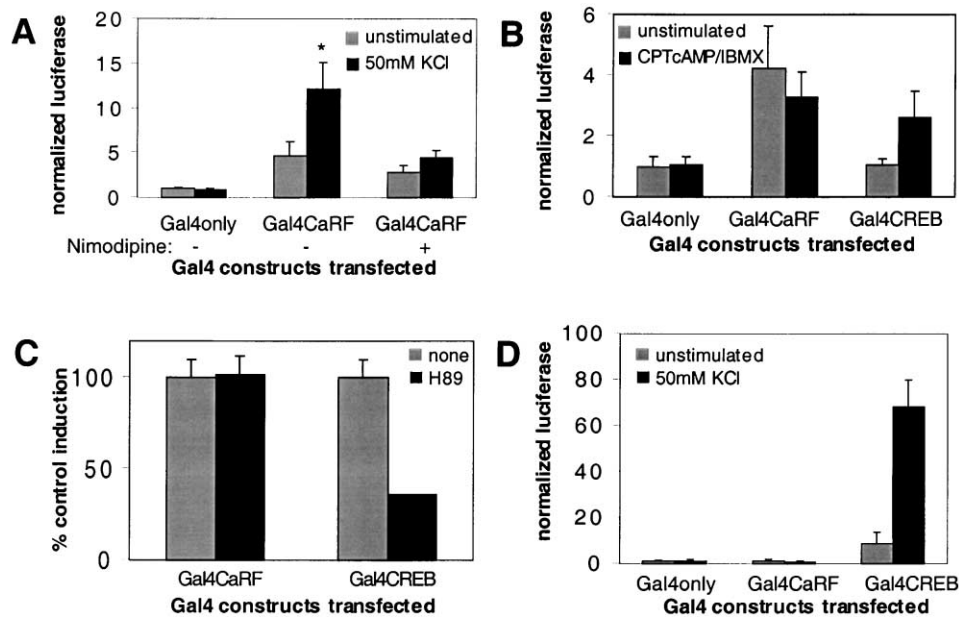 A
normalized luciferase
20
15
10
5
0
unstimulated
50mM KCl
*
Gal4only Gal4CaRF Gal4CaRF
Nimodipine: - - +
Gal4 constructs transfected
B
normalized luciferase
6
4
2
0
unstimulated
CPTcAMP/IBMX
Gal4only Gal4CaRF Gal4CREB
Gal4 constructs transfected
C
% control induction
100
50
0
none
H89
Gal4CaRF Gal4CREB
Gal4 constructs transfected
D
normalized luciferase
100
80
60
40
20
0
unstimulated
50mM KCl
Gal4only Gal4CaRF Gal4CREB
Gal4 constructs transfected